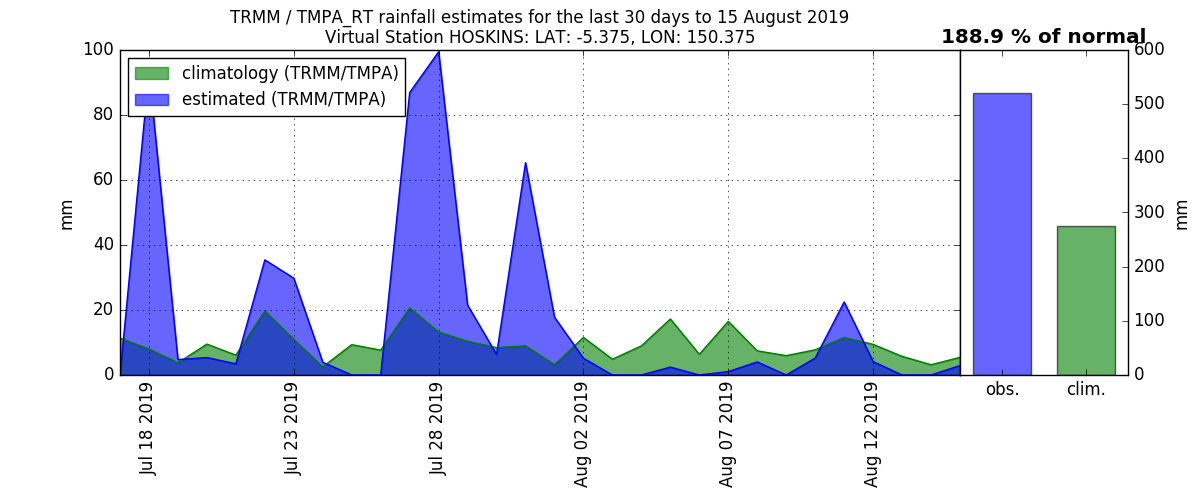 TRMM / TMPA_RT rainfall estimates for the last 30 days to 15 August 2019
Virtual Station HOSKINS: LAT: -5.375, LON: 150.375
188.9 % of normal
climatology (TRMM/TMPA)
estimated (TRMM/TMPA)
100
80
60
40
20
0
mm
Jul 18 2019
Jul 23 2019
Jul 28 2019
Aug 02 2019
Aug 07 2019
Aug 12 2019
600
500
400
300
200
100
0
mm
obs.
clim.